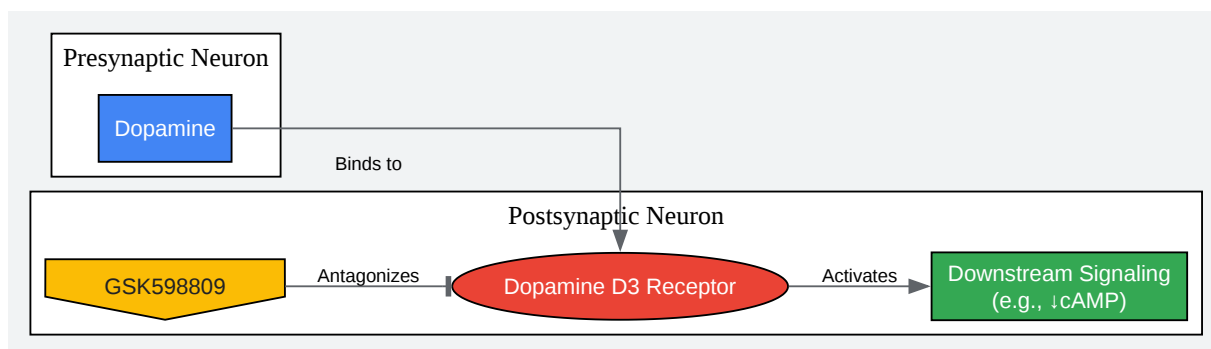 Presynaptic Neuron
Dopamine
Binds to
Postsynaptic Neuron
GSK598809
Antagonizes
Dopamine D3 Receptor
Activates
Downstream Signaling
(e.g., ↓cAMP)